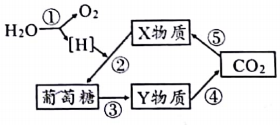 ① O₂
H₂O [H] X物质 ⑤ CO₂
②
葡萄糖 ③ Y物质 ④